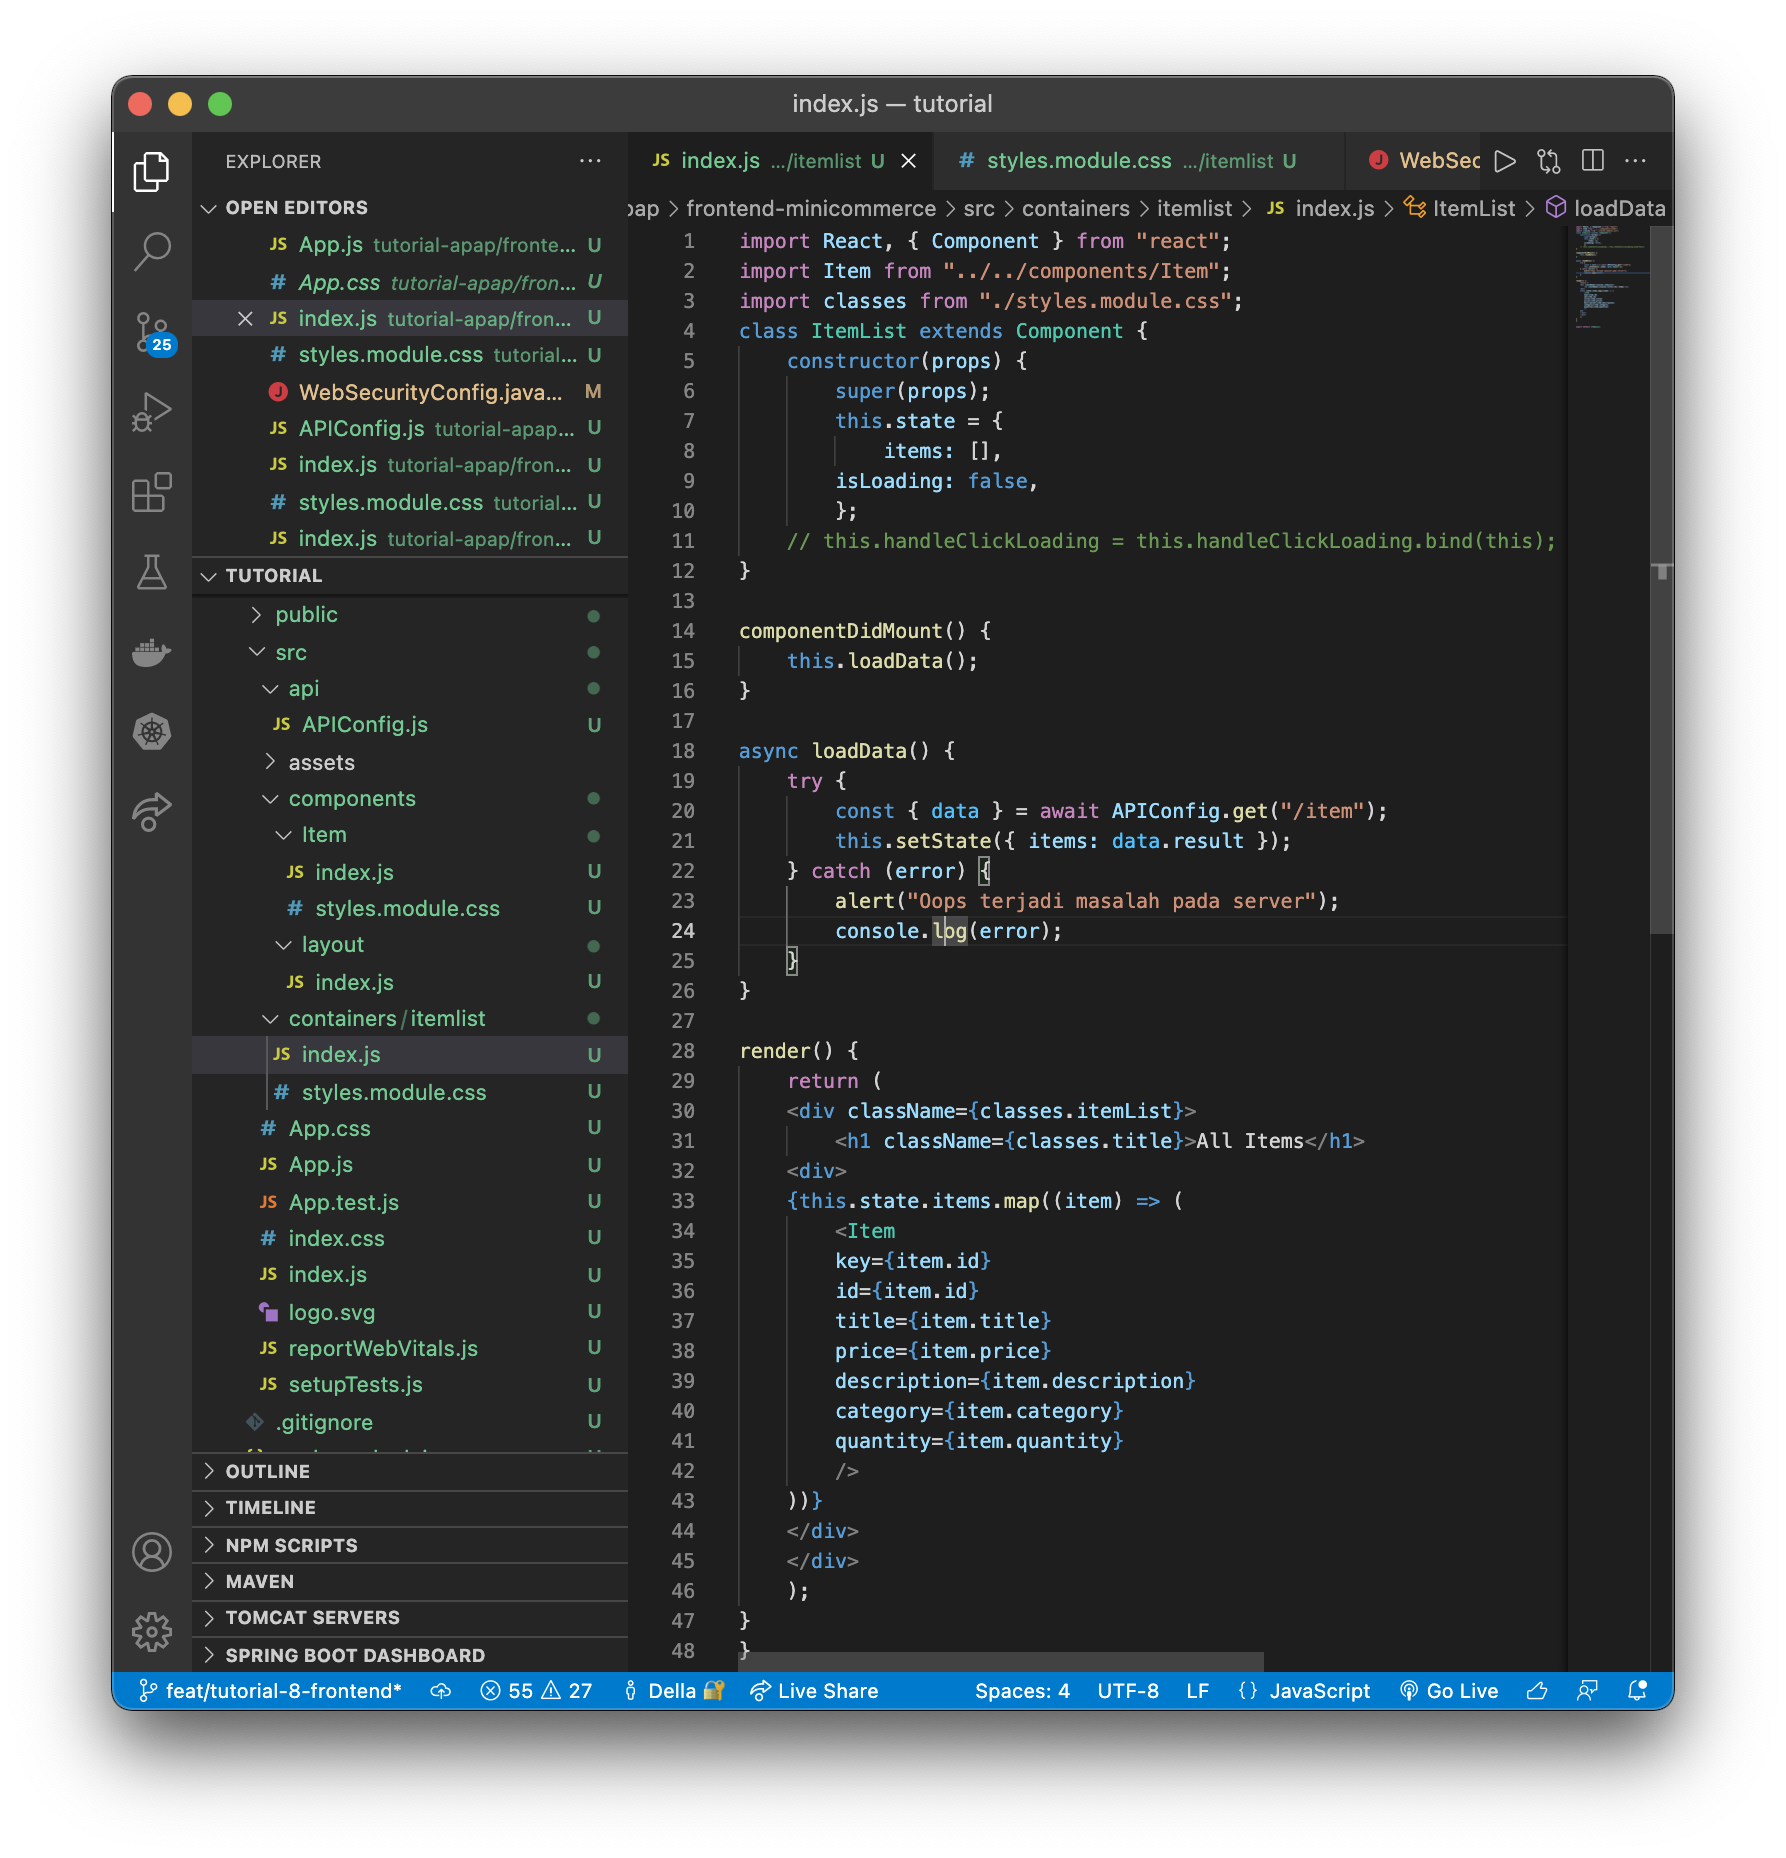 index.js — tutorial
EXPLORER
OPEN EDITORS
JS App.js tutorial-apap/fronte... U
# App.css tutorial-apap/fron... U
JS index.js tutorial-apap/fron... U
# styles.module.css tutorial... U
J WebSecurityConfig.java... M
JS APIConfig.js tutorial-apap... U
JS index.js tutorial-apap/fron... U
# styles.module.css tutorial... U
JS index.js tutorial-apap/fron... U
TUTORIAL
public
src
api
JS APIConfig.js U
assets
components
Item
JS index.js U
# styles.module.css U
layout
JS index.js U
containers/itemlist
JS index.js U
# styles.module.css U
# App.css U
JS App.js U
JS App.test.js U
# index.css U
JS index.js U
logo.svg U
JS reportWebVitals.js U
JS setupTests.js U
.gitignore U
OUTLINE
TIMELINE
NPM SCRIPTS
MAVEN
TOMCAT SERVERS
SPRING BOOT DASHBOARD
25
JS index.js .../itemlist U
# styles.module.css .../itemlist U
J WebSec
pap > frontend-minicommerce > src > containers > itemlist > JS index.js > ItemList > loadData
1 import React, { Component } from "react";
2 import Item from "../../components/Item";
3 import classes from "./styles.module.css";
4 class ItemList extends Component {
5 constructor(props) {
6 super(props);
7 this.state = {
8 items: [],
9 isLoading: false,
10 };
11 // this.handleClickLoading = this.handleClickLoading.bind(this);
12 }
13
14 componentDidMount() {
15 this.loadData();
16 }
17
18 async loadData() {
19 try {
20 const { data } = await APIConfig.get("/item");
21 this.setState({ items: data.result });
22 } catch (error) {
23 alert("Oops terjadi masalah pada server");
24 console.log(error);
25 }
26 }
27
28 render() {
29 return (
30 <div className={classes.itemList}>
31 <h1 className={classes.title}>All Items</h1>
32 <div>
33 {this.state.items.map((item) => (
34 <Item
35 key={item.id}
36 id={item.id}
37 title={item.title}
38 price={item.price}
39 description={item.description}
40 category={item.category}
41 quantity={item.quantity}
42 />
43 ))}
44 </div>
45 </div>
46 );
47 }
48 }
feat/tutorial-8-frontend* 55 27 Della Live Share Spaces: 4 UTF-8 LF {} JavaScript Go Live